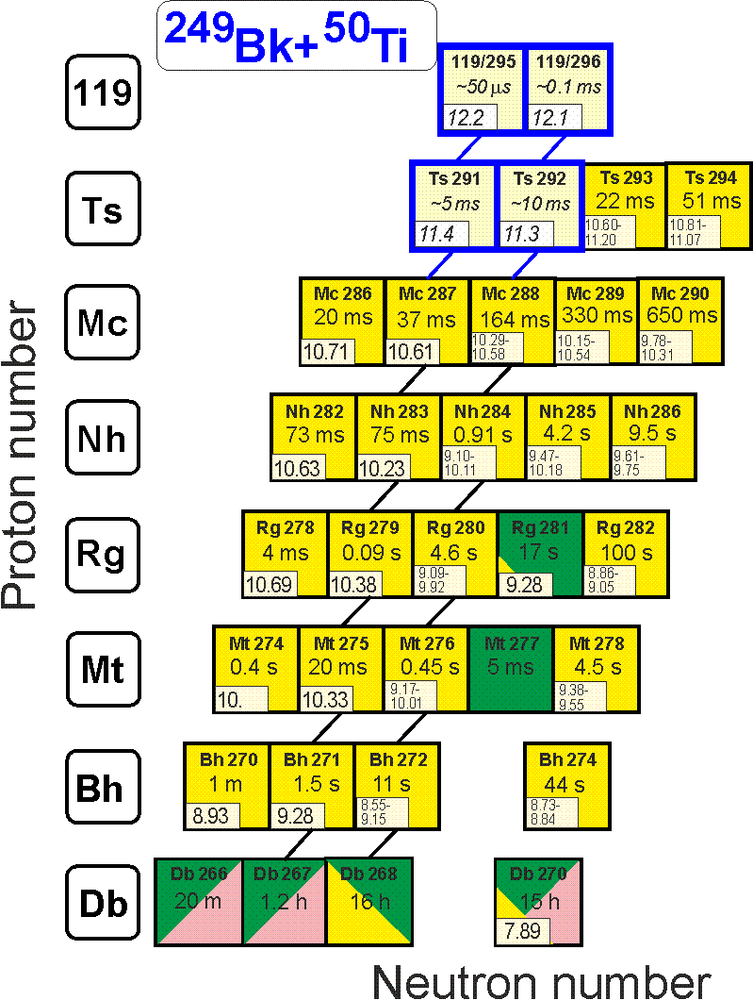 249Bk+50Ti
119
119/295
~50 μs
12.2
119/296
~0.1 ms
12.1
Ts
Ts 291
~5 ms
11.4
Ts 292
~10 ms
11.3
Ts 293
22 ms
10.60-
11.20
Ts 294
51 ms
10.81-
11.07
Mc
Mc 286
20 ms
10.71
Mc 287
37 ms
10.61
Mc 288
164 ms
10.29-
10.58
Mc 289
330 ms
10.15-
10.54
Mc 290
650 ms
9.78-
10.31
Nh
Nh 282
73 ms
10.63
Nh 283
75 ms
10.23
Nh 284
0.91 s
9.10-
10.11
Nh 285
4.2 s
9.47-
10.18
Nh 286
9.5 s
9.61-
9.75
Rg
Rg 278
4 ms
10.69
Rg 279
0.09 s
10.38
Rg 280
4.6 s
9.09-
9.92
Rg 281
17 s
9.28
Rg 282
100 s
8.86-
9.05
Mt
Mt 274
0.4 s
10.
Mt 275
20 ms
10.33
Mt 276
0.45 s
9.17-
10.01
Mt 277
5 ms
Mt 278
4.5 s
9.38-
9.55
Bh
Bh 270
1 m
8.93
Bh 271
1.5 s
9.28
Bh 272
11 s
8.55-
9.15
Bh 274
44 s
8.73-
8.84
Db
Db 266
20 m
Db 267
1.2 h
Db 268
16 h
Db 270
15 h
7.89
Proton number
Neutron number